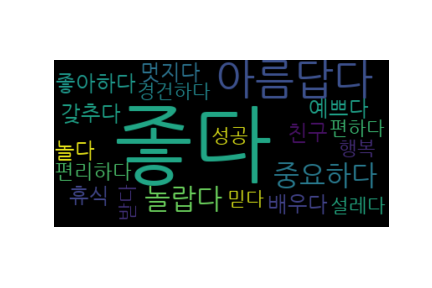 좋아하다 멋지다 아름답다
경건하다
갖추다 예쁘다
좋다 성공 친구 편하다
놀다 행복
편리하다 중요하다
휴식 놀랍다 믿다 배우다 설레다